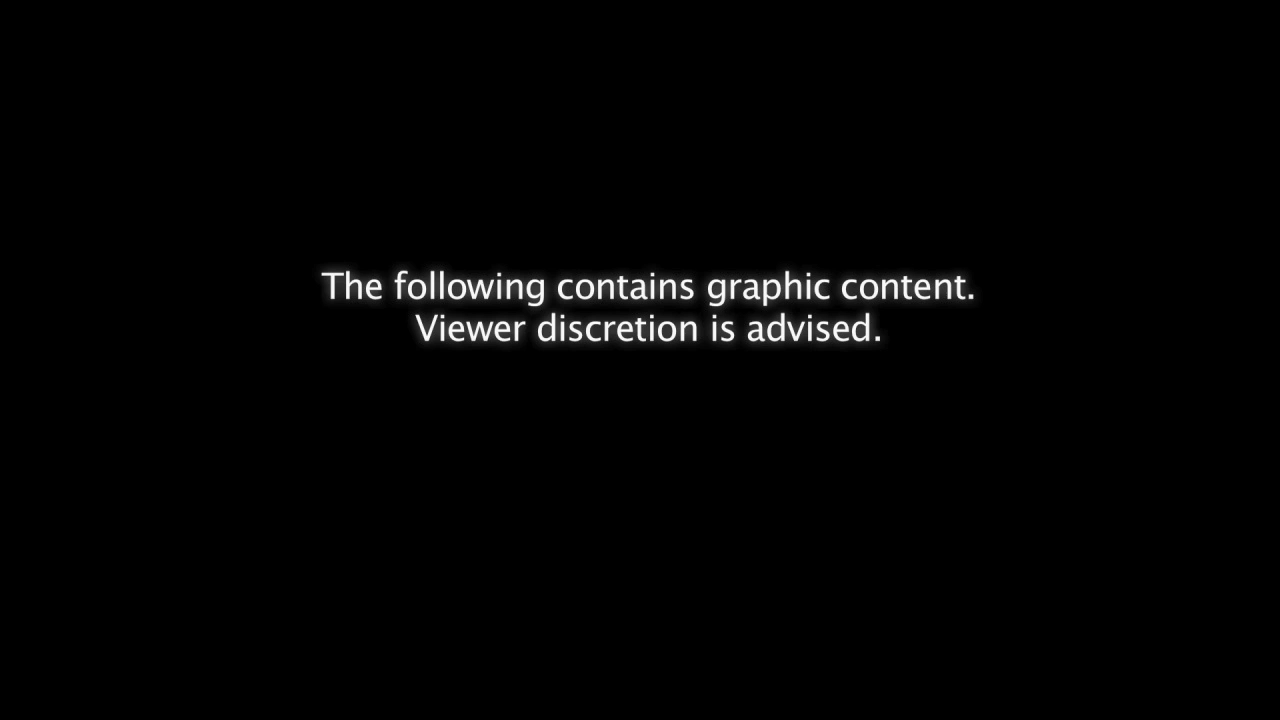 The following contains graphic content.
Viewer discretion is advised.